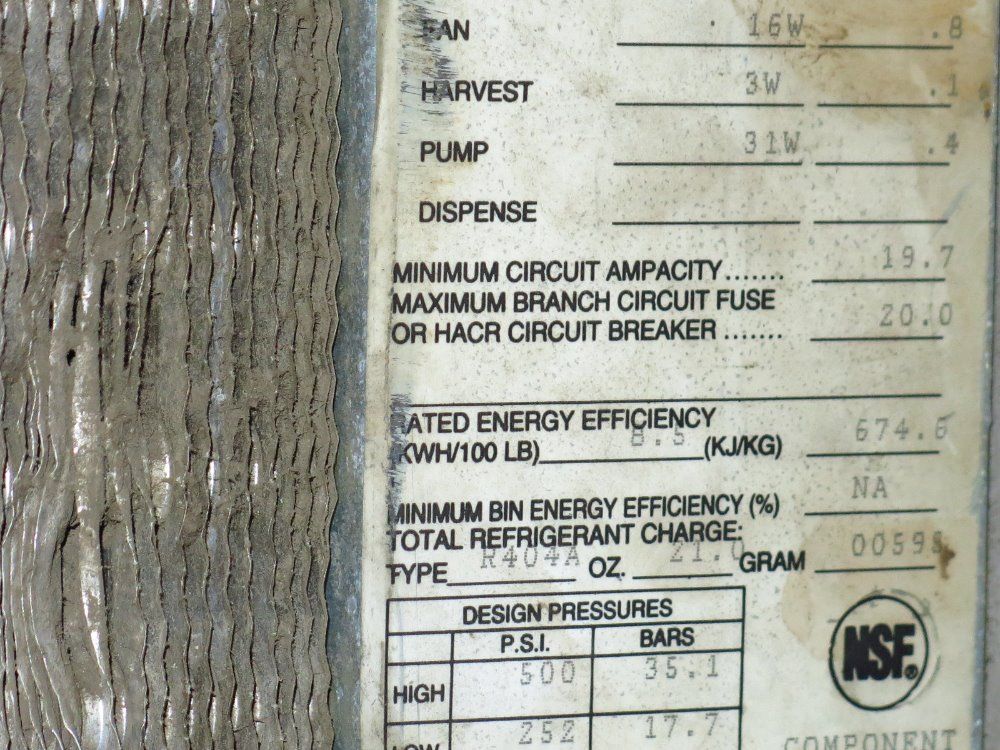 FAN 16W .8
HARVEST 3W .1
PUMP 31W .4
DISPENSE
MINIMUM CIRCUIT AMPACITY....... 19.7
MAXIMUM BRANCH CIRCUIT FUSE
OR HACR CIRCUIT BREAKER ....... 20.0
RATED ENERGY EFFICIENCY
(KWH/100 LB) 8.5 (KJ/KG) 674.6
MINIMUM BIN ENERGY EFFICIENCY (%) NA
TOTAL REFRIGERANT CHARGE:
TYPE R404A OZ. 21.0 GRAM 
DESIGN PRESSURES
P.S.I. BARS
HIGH 500 35.1
LOW 252 17.7
NSF®
COMPONENT